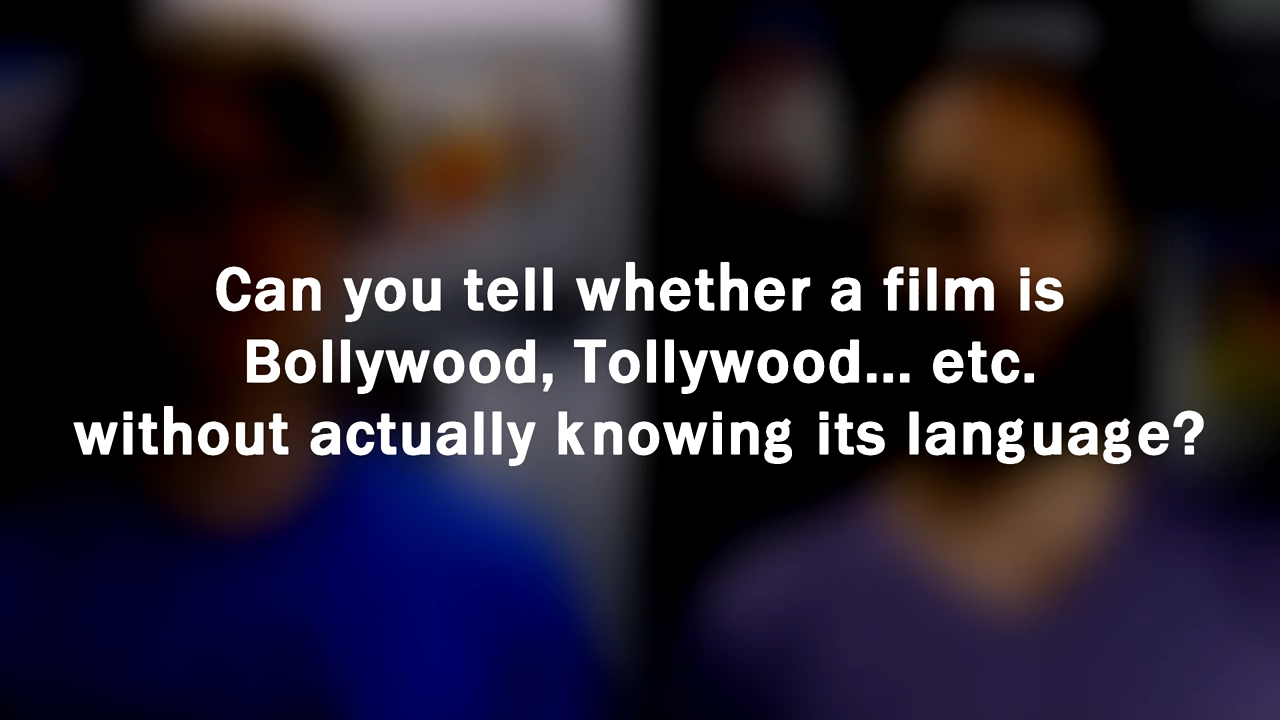 Can you tell whether a film is
Bollywood, Tollywood... etc.
without actually knowing its language?